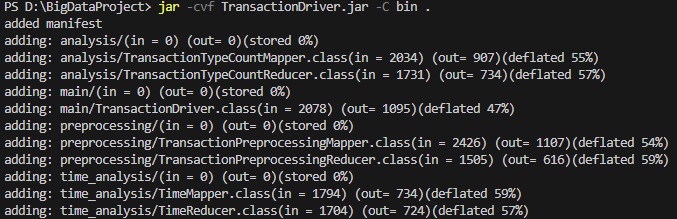 PS D:\BigDataProject> jar -cvf TransactionDriver.jar -C bin .
added manifest
adding: analysis/(in = 0) (out= 0)(stored 0%)
adding: analysis/TransactionTypeCountMapper.class(in = 2034) (out= 907)(deflated 55%)
adding: analysis/TransactionTypeCountReducer.class(in = 1731) (out= 734)(deflated 57%)
adding: main/(in = 0) (out= 0)(stored 0%)
adding: main/TransactionDriver.class(in = 2078) (out= 1095)(deflated 47%)
adding: preprocessing/(in = 0) (out= 0)(stored 0%)
adding: preprocessing/TransactionPreprocessingMapper.class(in = 2426) (out= 1107)(deflated 54%)
adding: preprocessing/TransactionPreprocessingReducer.class(in = 1505) (out= 616)(deflated 59%)
adding: time_analysis/(in = 0) (out= 0)(stored 0%)
adding: time_analysis/TimeMapper.class(in = 1794) (out= 734)(deflated 59%)
adding: time_analysis/TimeReducer.class(in = 1704) (out= 724)(deflated 57%)